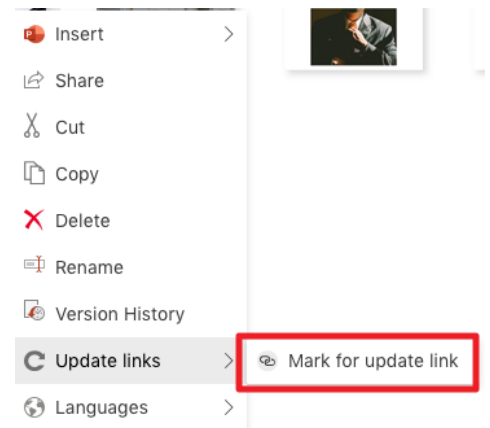 Insert
Share
Cut
Copy
Delete
Rename
Version History
Update links
Mark for update link
Languages